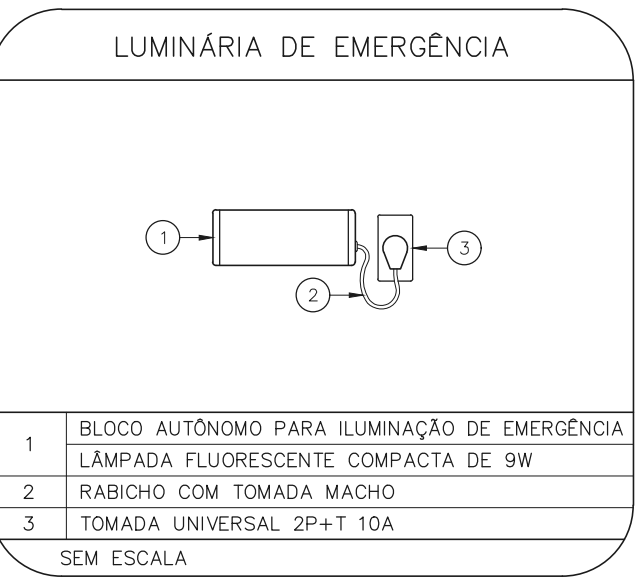 LUMINÁRIA DE EMERGÊNCIA
1
3
2
1
BLOCO AUTÔNOMO PARA ILUMINAÇÃO DE EMERGÊNCIA
LÂMPADA FLUORESCENTE COMPACTA DE 9W
2 RABICHO COM TOMADA MACHO
3 TOMADA UNIVERSAL 2P+T 10A
SEM ESCALA